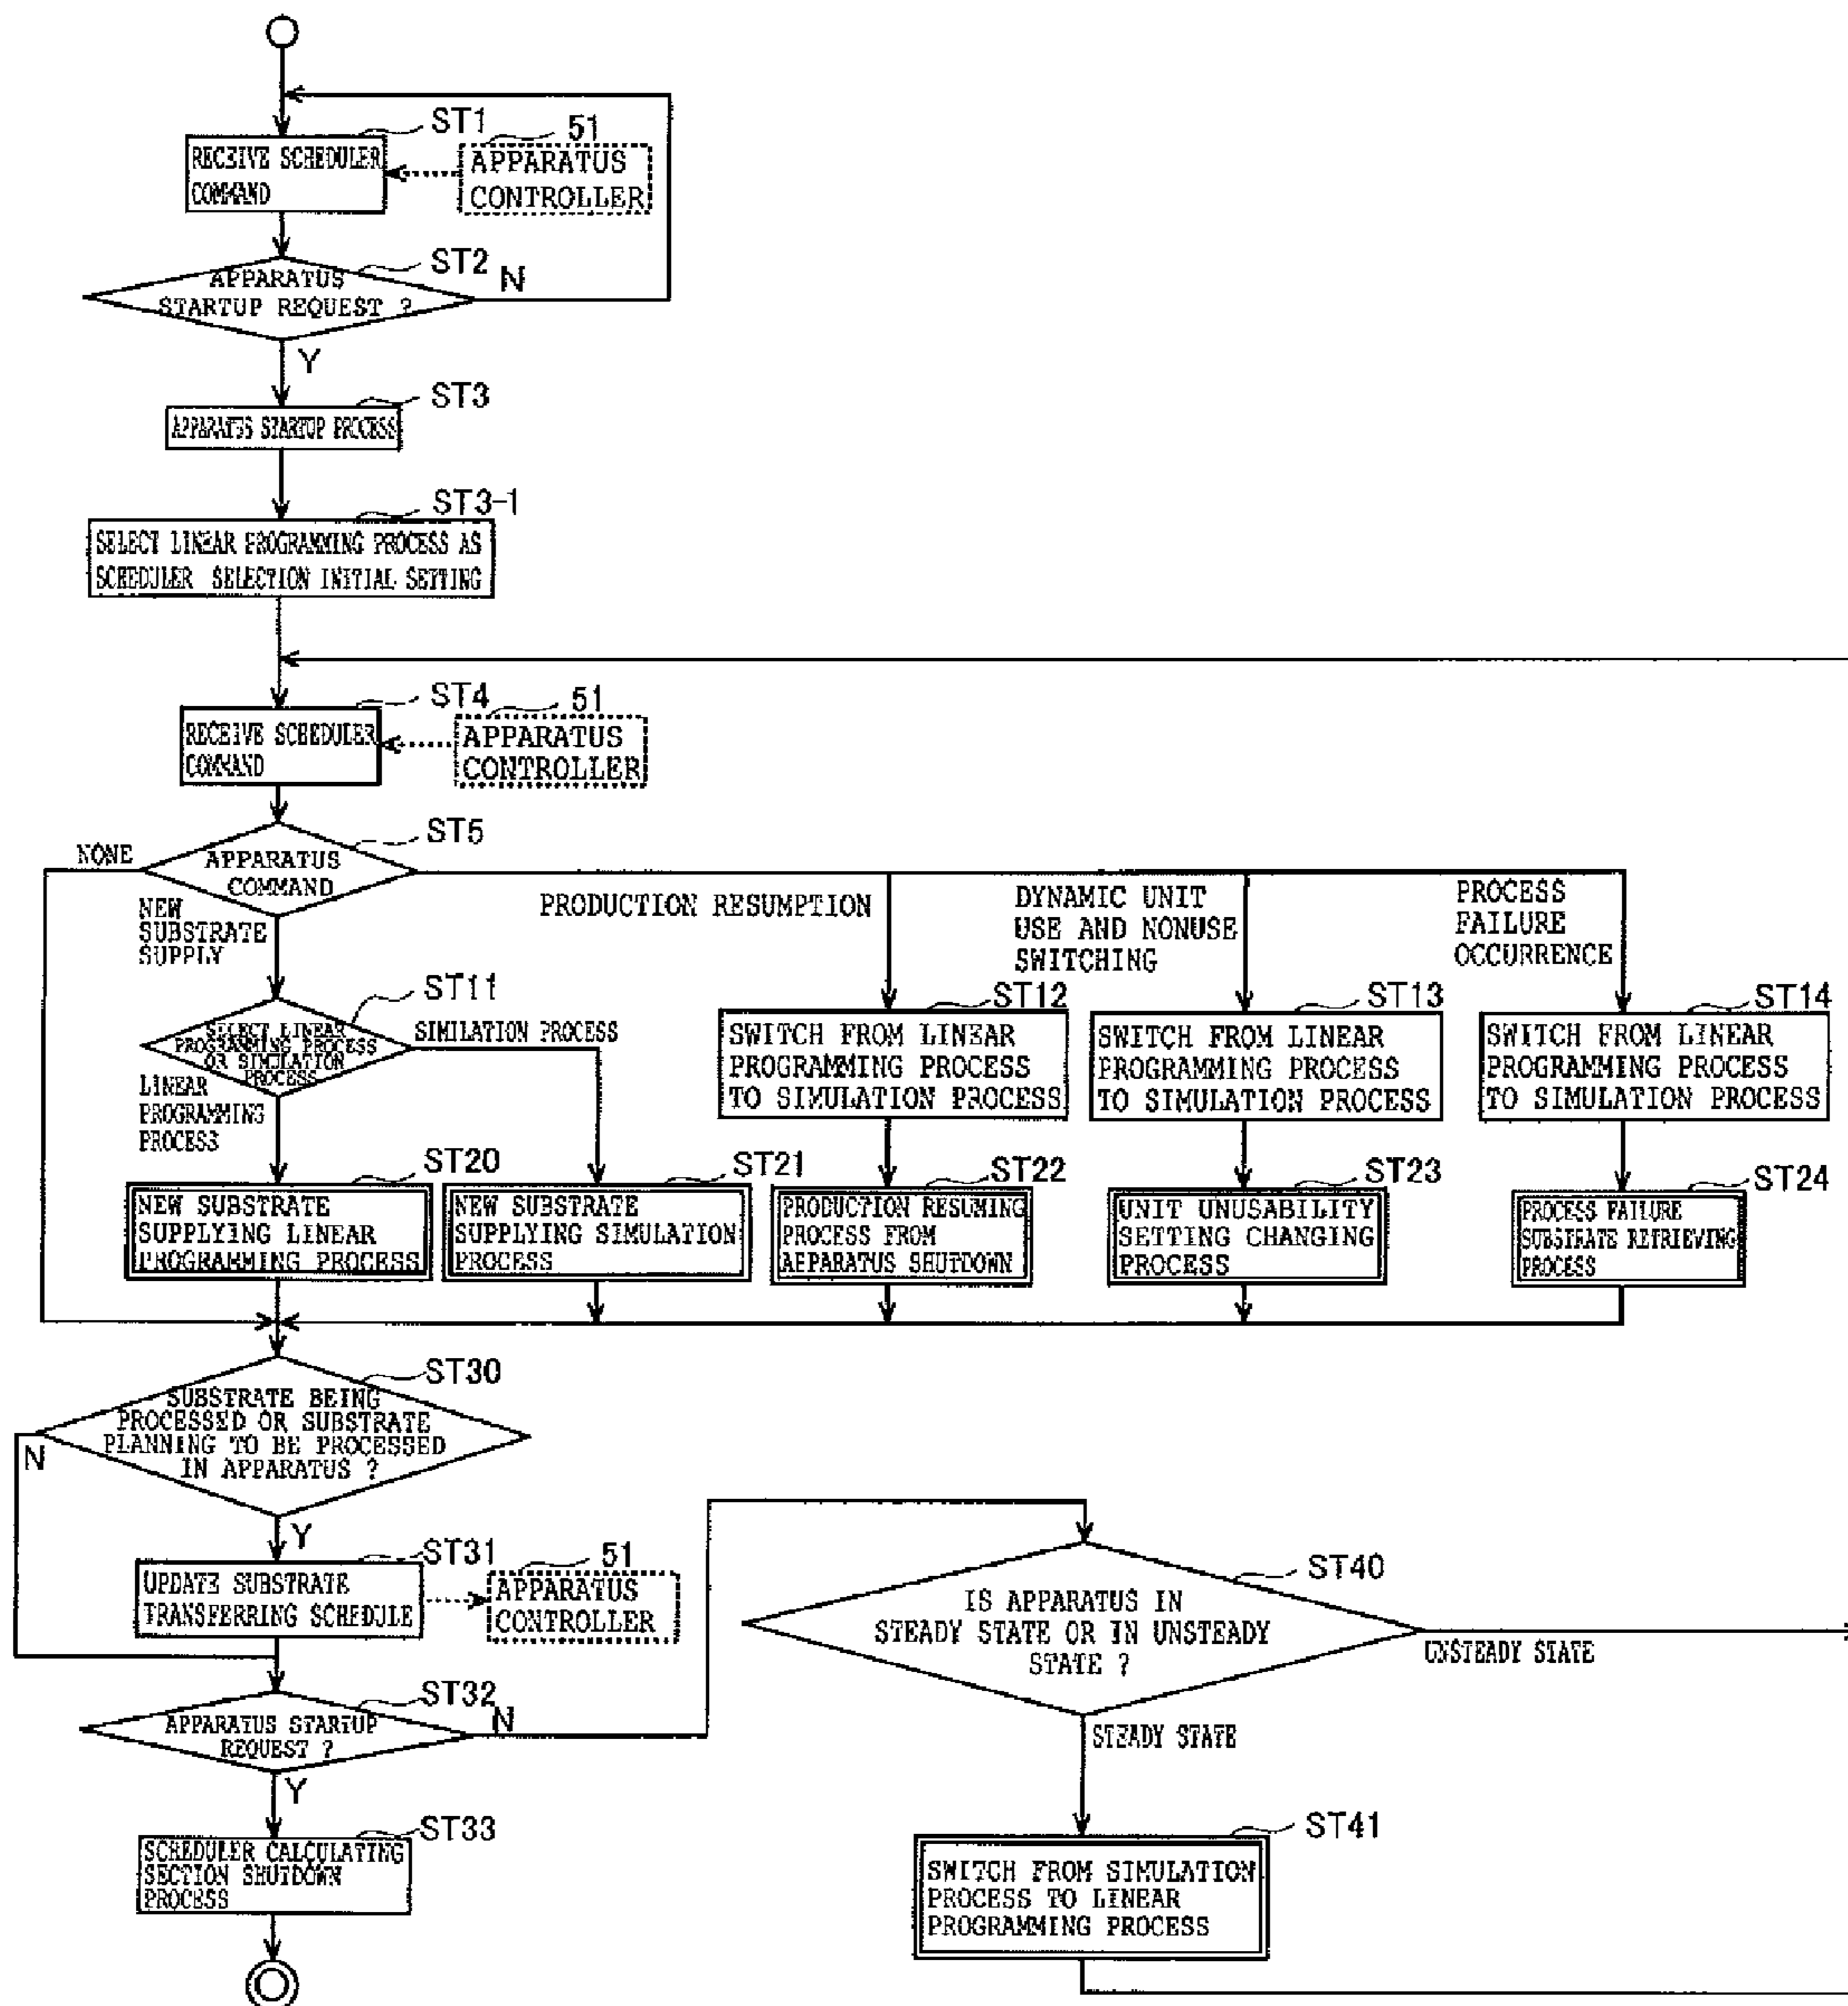 ST1
51
RECEIVE SCHEDULER
COMMAND
APPARATUS
CONTROLLER
ST2
APPARATUS
STARTUP REQUEST ?
N
Y
ST3
APPARATUS STARTUP PROCESS
ST3-1
SELECT LINEAR PROGRAMMING PROCESS AS
SCHEDULER SELECTION INITIAL SETTING
ST4
51
RECEIVE SCHEDULER
COMMAND
APPARATUS
CONTROLLER
ST5
NONE
APPARATUS
COMMAND
NEW
SUBSTRATE
SUPPLY
PRODUCTION RESUMPTION
DYNAMIC UNIT
USE AND NONUSE
SWITCHING
PROCESS
FAILURE
OCCURRENCE
ST11
SELECT LINEAR
PROGRAMMING PROCESS
OR SIMULATION
PROCESS
SIMILATION PROCESS
LINEAR
PROGRAMMING
PROCESS
ST12
SWITCH FROM LINEAR
PROGRAMMING PROCESS
TO SIMULATION PROCESS
ST13
SWITCH FROM LINEAR
PROGRAMMING PROCESS
TO SIMULATION PROCESS
ST14
SWITCH FROM LINEAR
PROGRAMMING PROCESS
TO SIMULATION PROCESS
ST20
NEW SUBSTRATE
SUPPLYING LINEAR
PROGRAMMING PROCESS
ST21
NEW SUBSTRATE
SUPPLYING SIMULATION
PROCESS
ST22
PRODUCTION RESUMING
PROCESS FROM
APPARATUS SHUTDOWN
ST23
UNIT UNUSABILITY
SETTING CHANGING
PROCESS
ST24
PROCESS FAILURE
SUBSTRATE RETRIEVING
PROCESS
ST30
SUBSTRATE BEING
PROCESSED OR SUBSTRATE
PLANNING TO BE PROCESSED
IN APPARATUS ?
N
Y
ST31
51
UPDATE SUBSTRATE
TRANSFERRING SCHEDULE
APPARATUS
CONTROLLER
ST32
APPARATUS STARTUP
REQUEST ?
N
Y
ST33
SCHEDULER CALCULATING
SECTION SHUTDOWN
PROCESS
ST40
IS APPARATUS IN
STEADY STATE OR IN UNSTEADY
STATE ?
UNSTEADY STATE
STEADY STATE
ST41
SWITCH FROM SIMULATION
PROCESS TO LINEAR
PROGRAMMING PROCESS